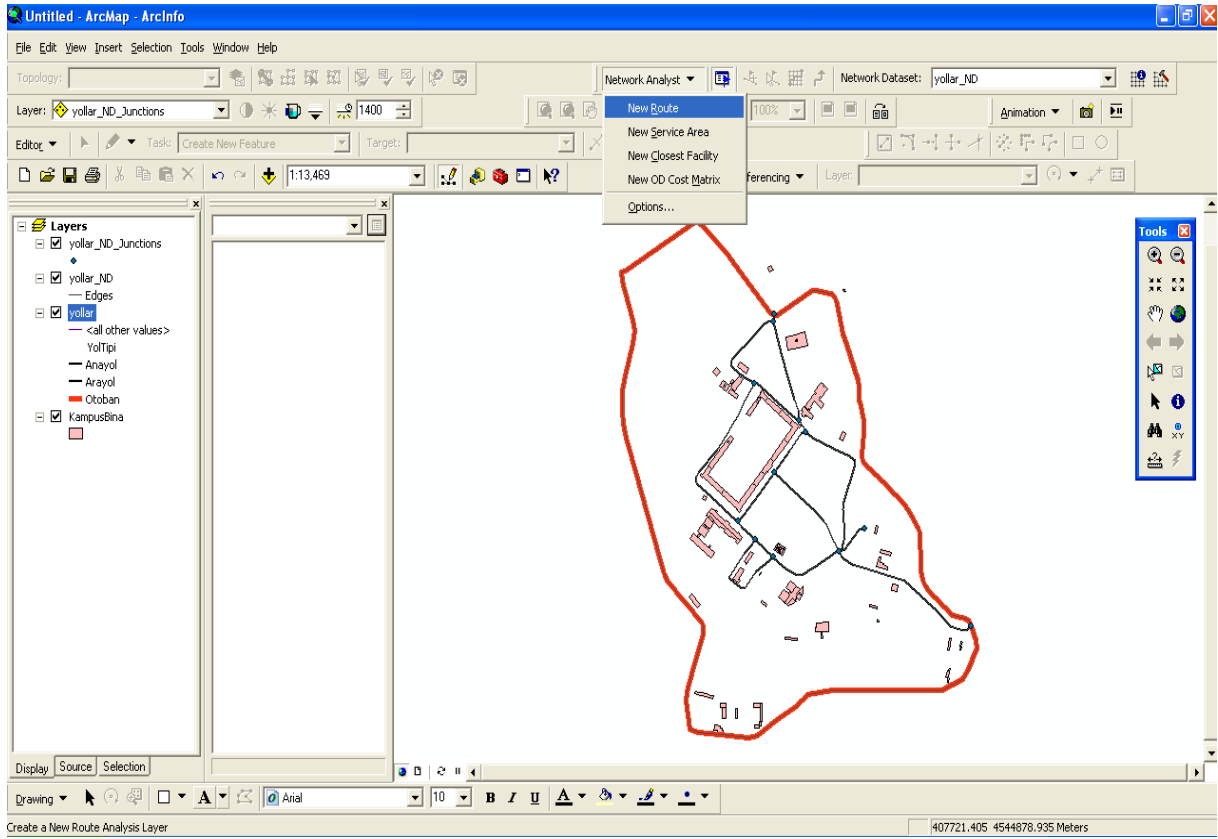 Untitled - ArcMap - ArcInfo
File Edit View Insert Selection Tools Window Help
Topology:
Network Analyst
Network Dataset: yollar_ND
Layer: yollar_ND_Junctions
1400
100%
Animation
Editor
Task: Create New Feature
Target:
1:13,469
ferencing
Layer:
New Route
New Service Area
New Closest Facility
New OD Cost Matrix
Options...
Layers
yollar_ND_Junctions
yollar_ND
Edges
yollar
<all other values>
YolTipi
Anayol
Arayol
Otoban
KampusBina
Tools
XY
Display Source Selection
Drawing
A
Arial
10
B I U A
Create a New Route Analysis Layer
407721.405 4544878.935 Meters